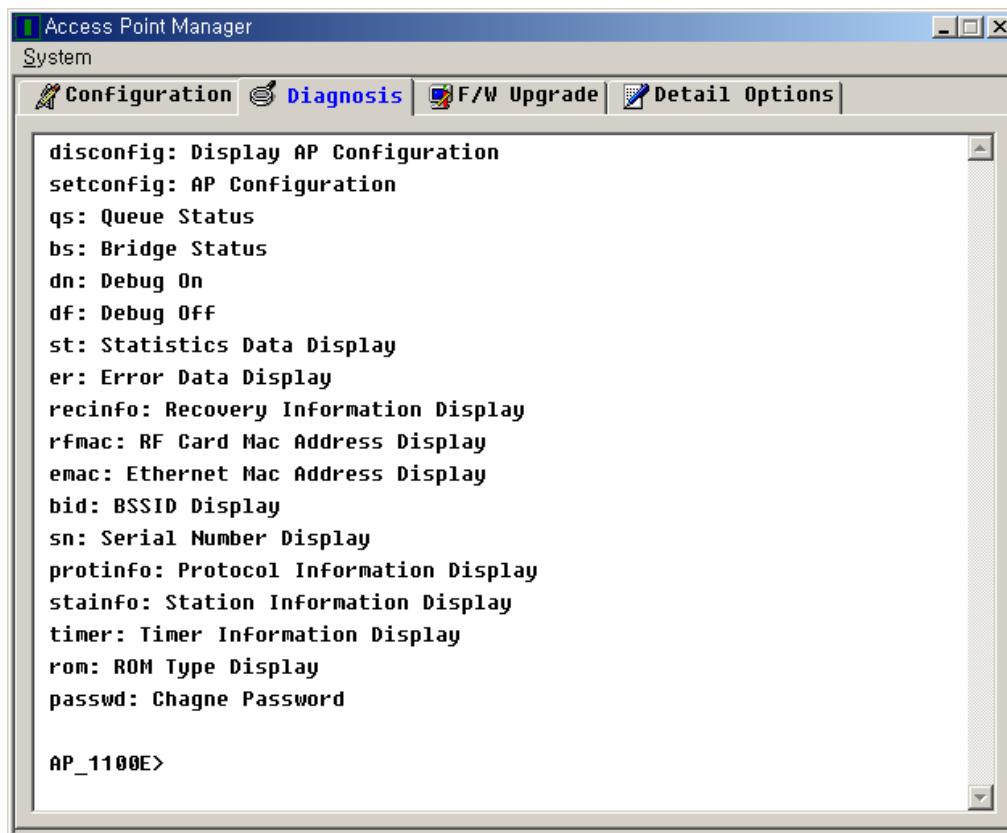 Access Point Manager
System
Configuration Diagnosis F/W Upgrade Detail Options
disconfig: Display AP Configuration
setconfig: AP Configuration
qs: Queue Status
bs: Bridge Status
dn: Debug On
df: Debug Off
st: Statistics Data Display
er: Error Data Display
recinfo: Recovery Information Display
rfmac: RF Card Mac Address Display
emac: Ethernet Mac Address Display
bid: BSSID Display
sn: Serial Number Display
protinfo: Protocol Information Display
stainfo: Station Information Display
timer: Timer Information Display
rom: ROM Type Display
passwd: Chagne Password
AP_1100E>